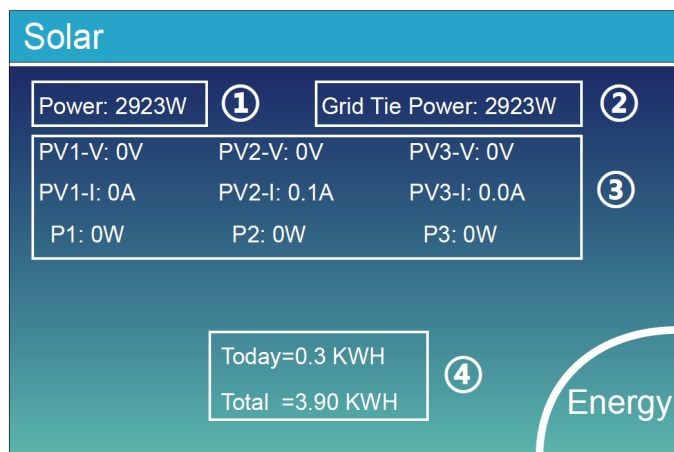 Solar
Power: 2923W ① Grid Tie Power: 2923W ②
PV1-V: 0V PV2-V: 0V PV3-V: 0V
PV1-I: 0A PV2-I: 0.1A PV3-I: 0.0A ③
P1: 0W P2: 0W P3: 0W
Today=0.3 KWH
④
Total =3.90 KWH
Energy